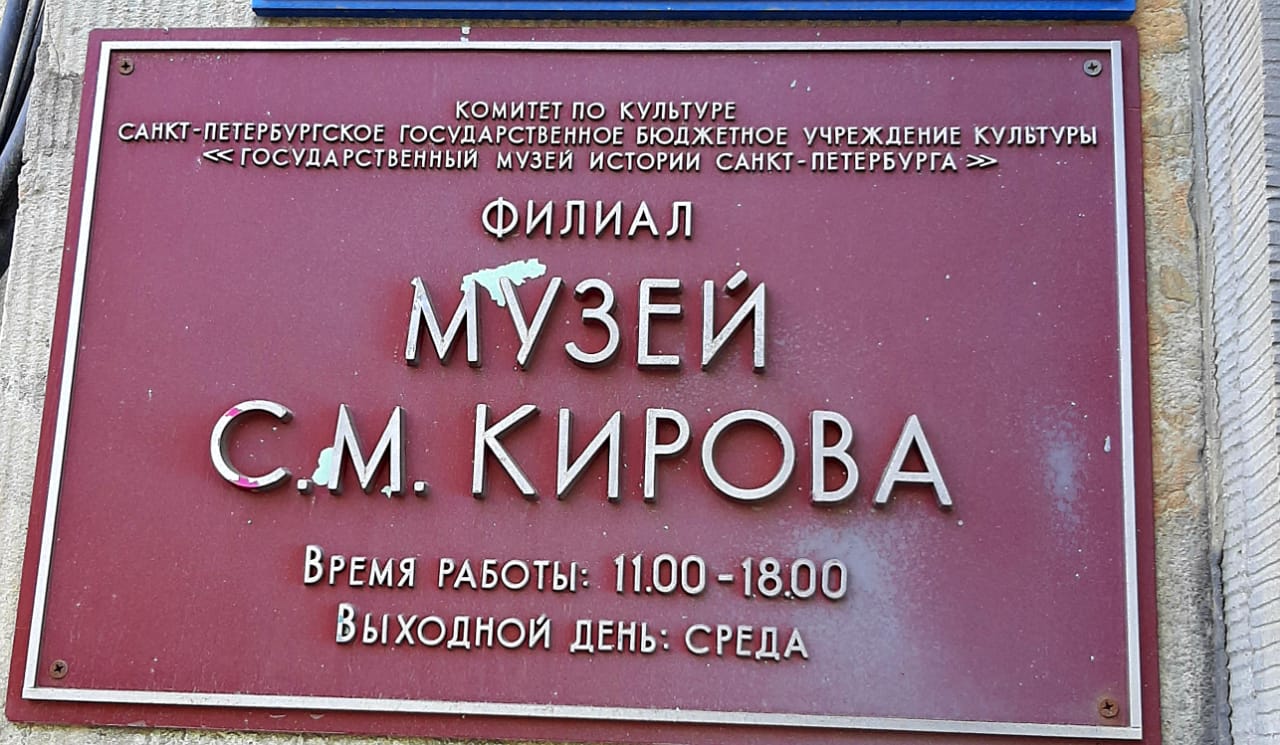 КОМИТЕТ ПО КУЛЬТУРЕ
САНКТ-ПЕТЕРБУРГСКОЕ ГОСУДАРСТВЕННОЕ БЮДЖЕТНОЕ УЧРЕЖДЕНИЕ КУЛЬТУРЫ
«ГОСУДАРСТВЕННЫЙ МУЗЕЙ ИСТОРИИ САНКТ-ПЕТЕРБУРГА»
ФИЛИАЛ
МУЗЕЙ
С.М. КИРОВА
ВРЕМЯ РАБОТЫ: 11.00-18.00
ВЫХОДНОЙ ДЕНЬ: СРЕДА